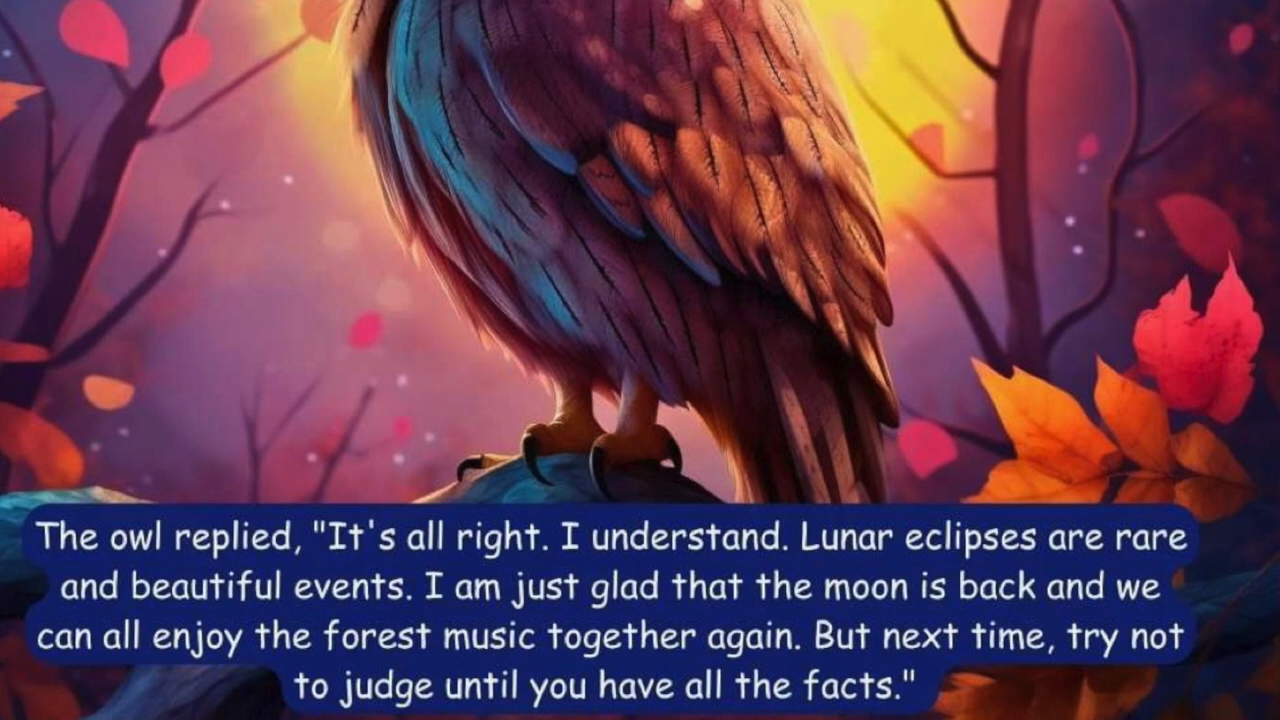 The owl replied, "It's all right. I understand. Lunar eclipses are rare
and beautiful events. I am just glad that the moon is back and we
can all enjoy the forest music together again. But next time, try not
to judge until you have all the facts."